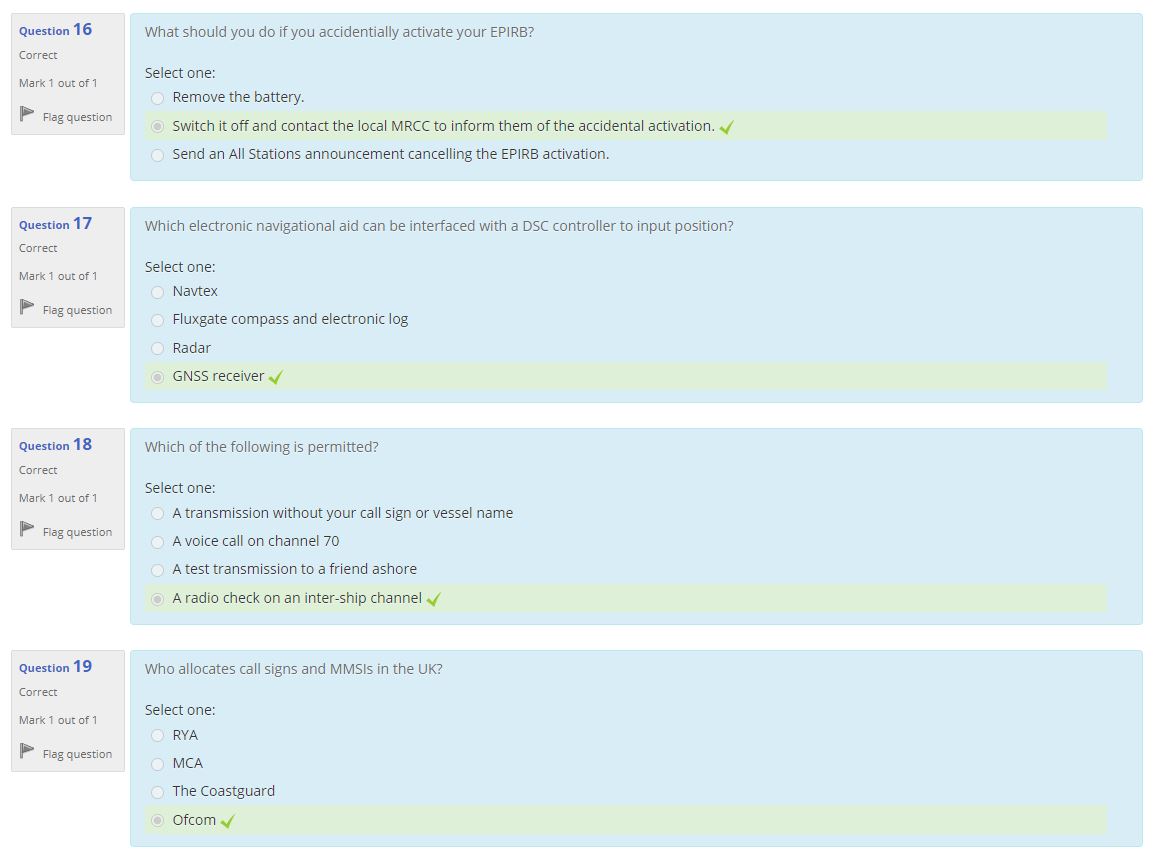 Question 16
Correct
Mark 1 out of 1
Flag question
What should you do if you accidentially activate your EPIRB?
Select one:
Remove the battery.
Switch it off and contact the local MRCC to inform them of the accidental activation.
Send an All Stations announcement cancelling the EPIRB activation.
Question 17
Correct
Mark 1 out of 1
Flag question
Which electronic navigational aid can be interfaced with a DSC controller to input position?
Select one:
Navtex
Fluxgate compass and electronic log
Radar
GNSS receiver
Question 18
Correct
Mark 1 out of 1
Flag question
Which of the following is permitted?
Select one:
A transmission without your call sign or vessel name
A voice call on channel 70
A test transmission to a friend ashore
A radio check on an inter-ship channel
Question 19
Correct
Mark 1 out of 1
Flag question
Who allocates call signs and MMSIs in the UK?
Select one:
RYA
MCA
The Coastguard
Ofcom